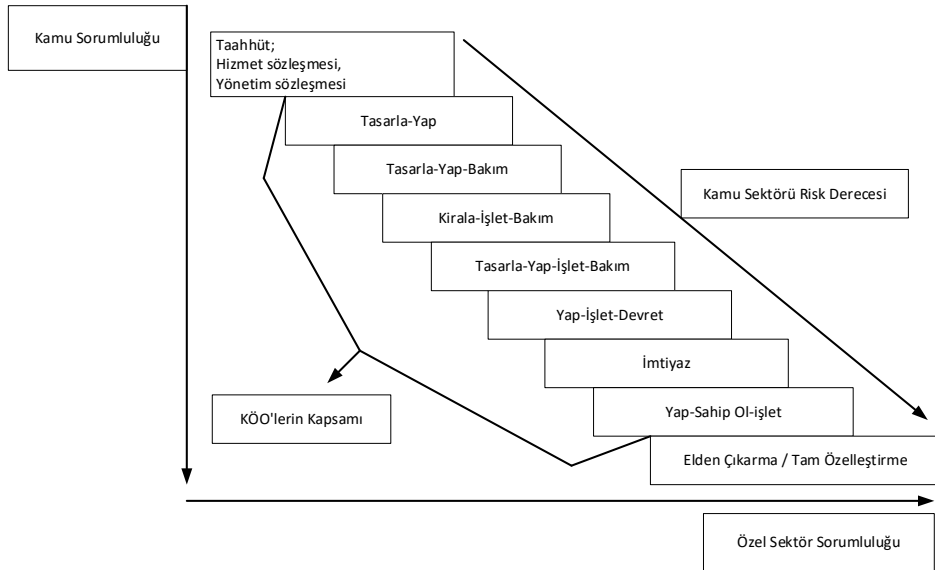 Kamu Sorumluluğu
Taahhüt;
Hizmet sözleşmesi,
Yönetim sözleşmesi
Tasarla-Yap
Tasarla-Yap-Bakım
Kamu Sektörü Risk Derecesi
Kirala-İşlet-Bakım
Tasarla-Yap-İşlet-Bakım
Yap-İşlet-Devret
İmtiyaz
KÖO'lerin Kapsamı
Yap-Sahip Ol-işlet
Elden Çıkarma / Tam Özelleştirme
Özel Sektör Sorumluluğu